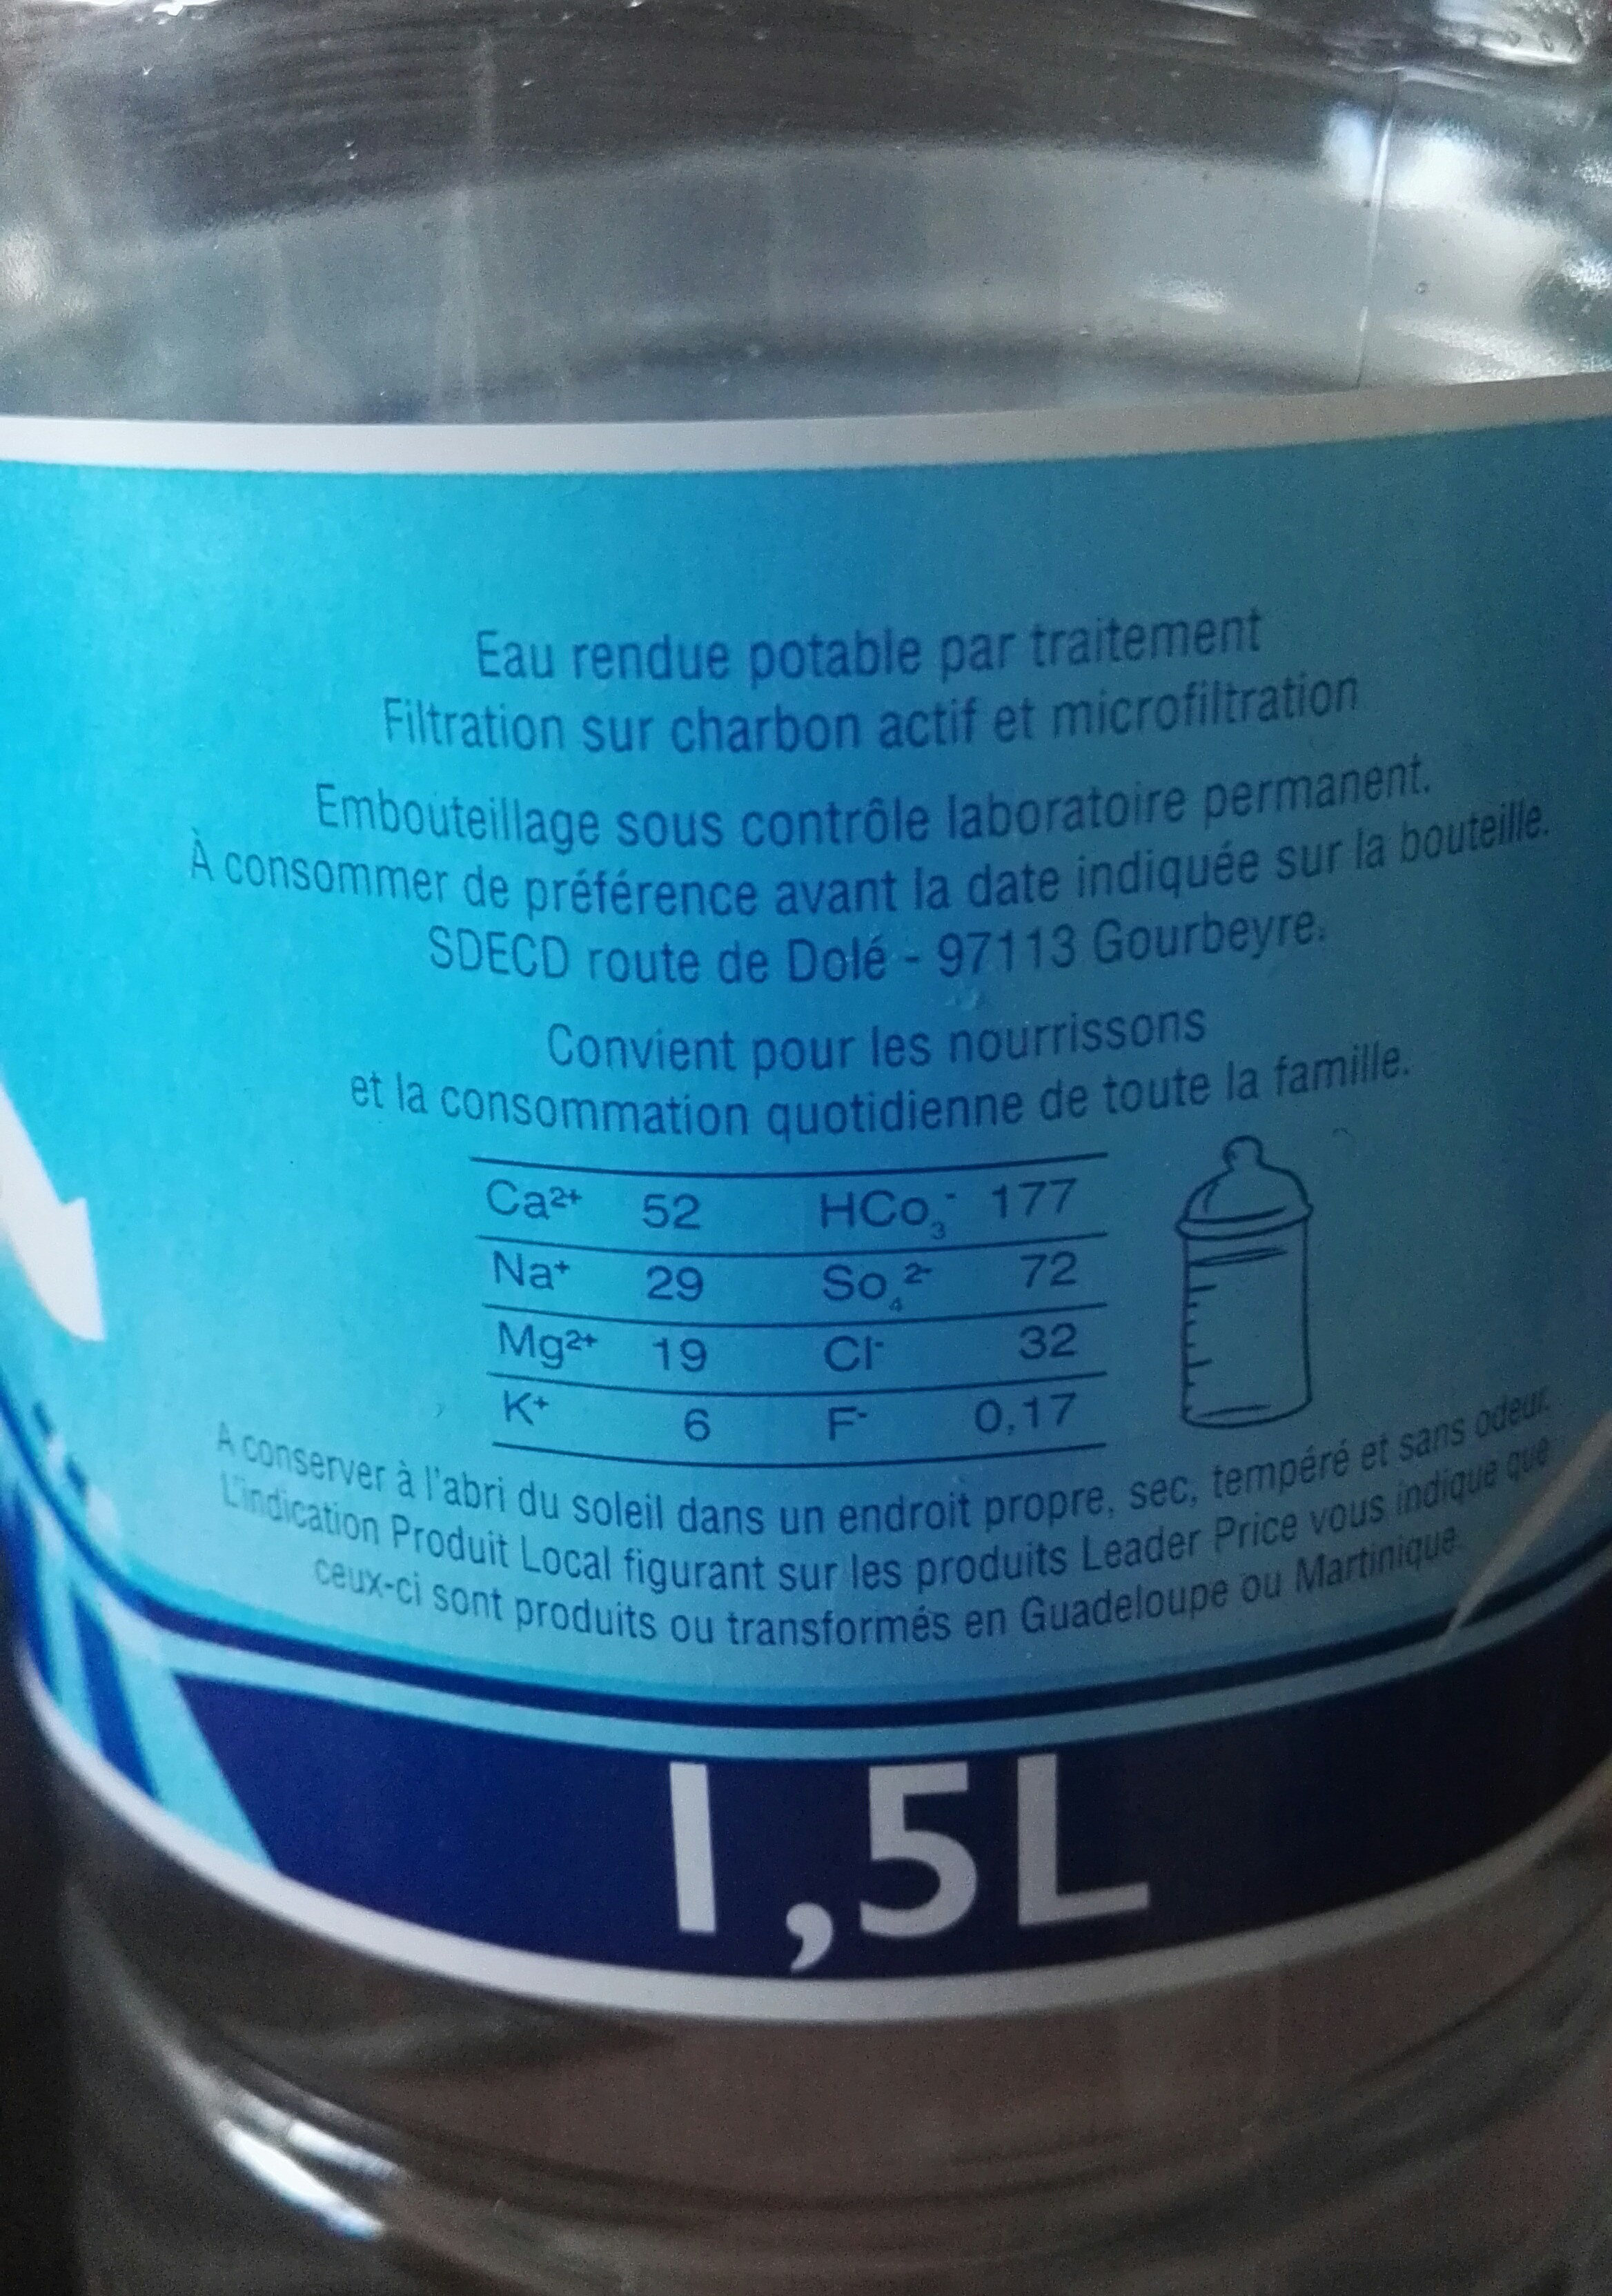 Eau rendue potable par traitement
Filtration sur charbon actif et microfiltration
Embouteillage sous contrôle laboratoire permanent.
À consommer de préférence avant la date indiquée sur la bouteille.
SDECD route de Dolé - 97113 Gourbeyre.
Convient pour les nourrissons
et la consommation quotidienne de toute la famille.
Ca²⁺ 52 HCo₃⁻ 177
Na⁺ 29 So₄²⁻ 72
Mg²⁺ 19 Cl⁻ 32
K⁺ 6 F⁻ 0,17
A conserver à l'abri du soleil dans un endroit propre, sec, tempéré et sans odeur.
L'indication Produit Local figurant sur les produits Leader Price vous indique que
ceux-ci sont produits ou transformés en Guadeloupe ou Martinique.
1,5L